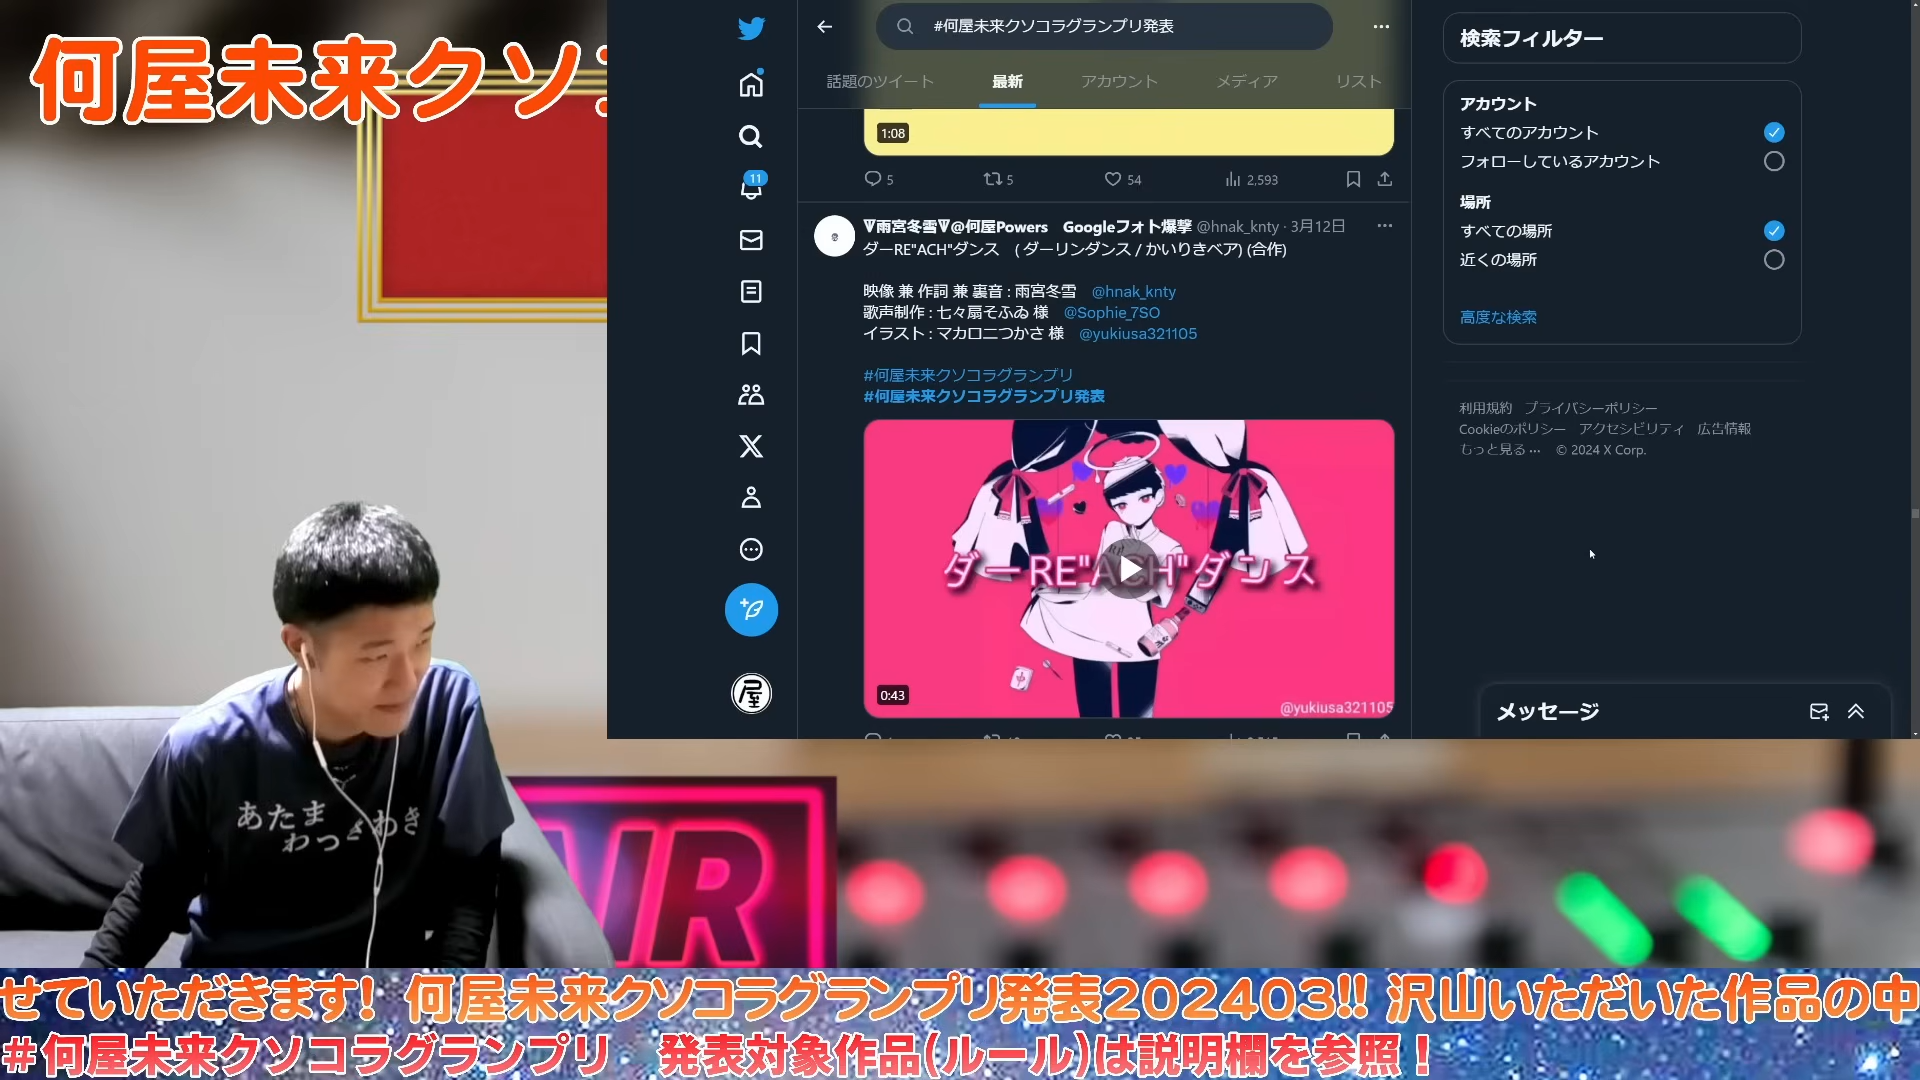 何屋未来クソ
#何屋未来クソコラグランプリ発表
話題のツイート 最新 アカウント メディア リスト
1:08
5 5 54 2,593
11
∇雨宮冬雪∇@何屋Powers Googleフォト爆撃 @hnak_knty · 3月12日
ダーRE"ACH"ダンス ( ダーリンダンス / かいりきベア) (合作)
映像 兼 作詞 兼 裏音 : 雨宮冬雪 @hnak_knty
歌声制作 : 七々扇そふゐ 様 @Sophie_7SO
イラスト : マカロニつかさ 様 @yukiusa321105
#何屋未来クソコラグランプリ
#何屋未来クソコラグランプリ発表
ダーRE"ACH"ダンス
0:43
@yukiusa321105
屋
検索フィルター
アカウント
すべてのアカウント
フォローしているアカウント
場所
すべての場所
近くの場所
高度な検索
利用規約 プライバシーポリシー
Cookieのポリシー アクセシビリティ 広告情報
もっと見る ··· © 2024 X Corp.
メッセージ
あたま
わっさわさ
せていただきます! 何屋未来クソコラグランプリ発表202403!! 沢山いただいた作品の中
#何屋未来クソコラグランプリ 発表対象作品(ルール)は説明欄を参照!